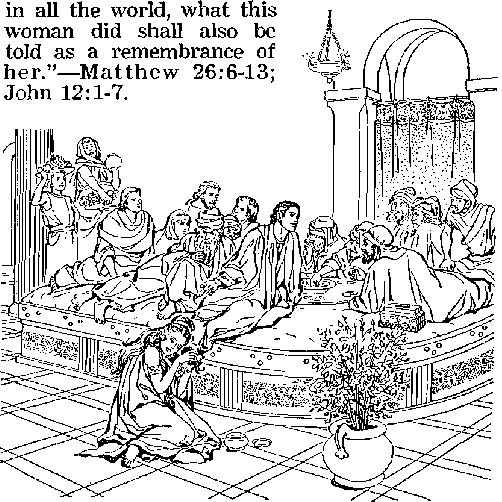 in all the world, what this
woman did shall also be
told as a remembrance of
her.”—Matthew 26:6-13;
John 12:1-7.